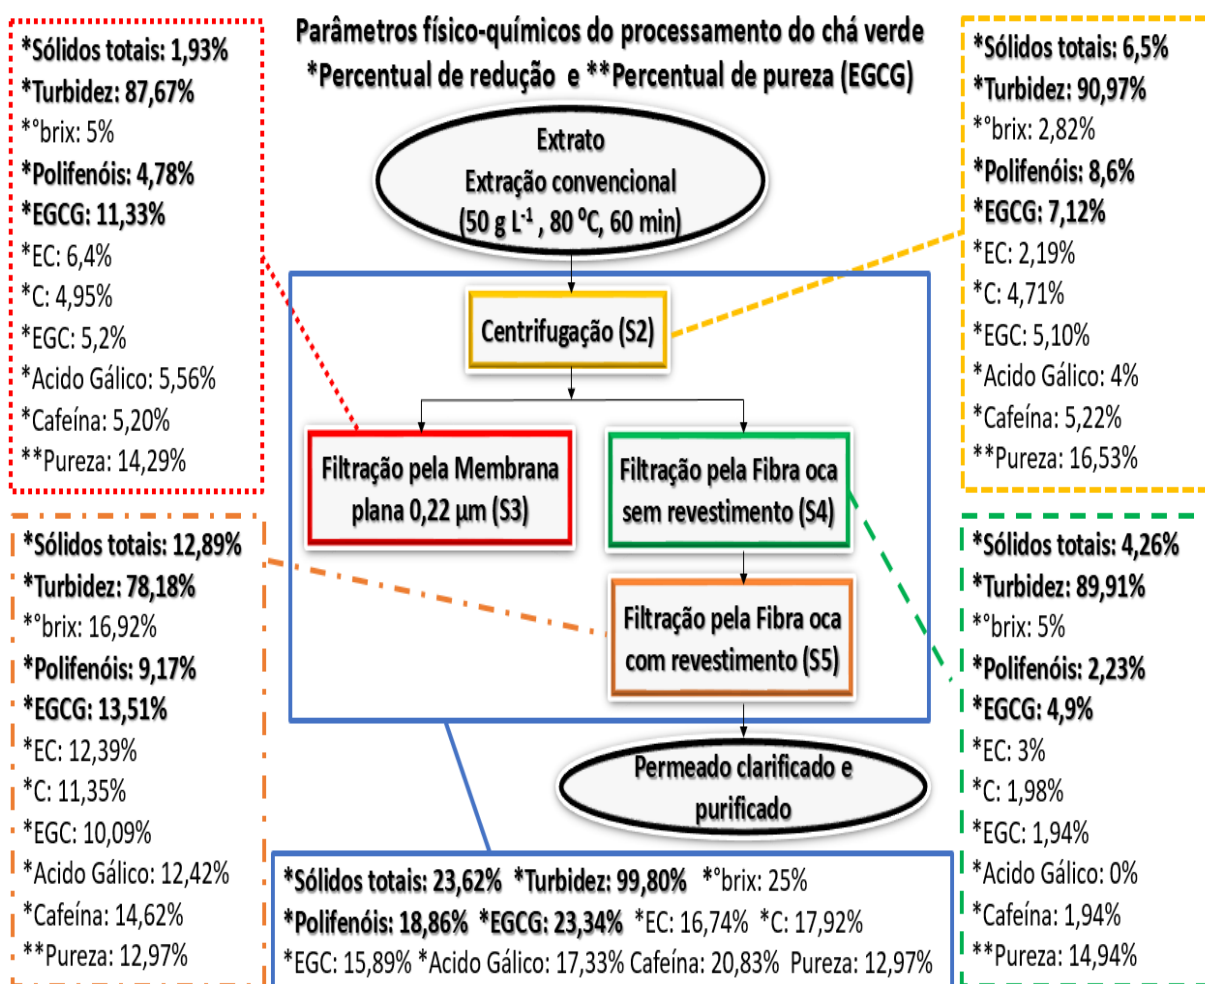 Parâmetros físico-químicos do processamento do chá verde
*Percentual de redução e **Percentual de pureza (EGCG)
*Sólidos totais: 1,93%
*Turbidez: 87,67%
*°brix: 5%
*Polifenóis: 4,78%
*EGCG: 11,33%
*EC: 6,4%
*C: 4,95%
*EGC: 5,2%
*Acido Gálico: 5,56%
*Cafeína: 5,20%
**Pureza: 14,29%
Extrato
Extração convencional
(50 g L⁻¹ , 80 ⁰C, 60 min)
Centrifugação (S2)
Filtração pela Membrana
plana 0,22 µm (S3)
Filtração pela Fibra oca
sem revestimento (S4)
Filtração pela Fibra oca
com revestimento (S5)
Permeado clarificado e
purificado
*Sólidos totais: 6,5%
*Turbidez: 90,97%
*°brix: 2,82%
*Polifenóis: 8,6%
*EGCG: 7,12%
*EC: 2,19%
*C: 4,71%
*EGC: 5,10%
*Acido Gálico: 4%
*Cafeína: 5,22%
**Pureza: 16,53%
*Sólidos totais: 12,89%
*Turbidez: 78,18%
*°brix: 16,92%
*Polifenóis: 9,17%
*EGCG: 13,51%
*EC: 12,39%
*C: 11,35%
*EGC: 10,09%
*Acido Gálico: 12,42%
*Cafeína: 14,62%
**Pureza: 12,97%
*Sólidos totais: 4,26%
*Turbidez: 89,91%
*°brix: 5%
*Polifenóis: 2,23%
*EGCG: 4,9%
*EC: 3%
*C: 1,98%
*EGC: 1,94%
*Acido Gálico: 0%
*Cafeína: 1,94%
**Pureza: 14,94%
*Sólidos totais: 23,62% *Turbidez: 99,80% *°brix: 25%
*Polifenóis: 18,86% *EGCG: 23,34% *EC: 16,74% *C: 17,92%
*EGC: 15,89% *Acido Gálico: 17,33% Cafeína: 20,83% Pureza: 12,97%